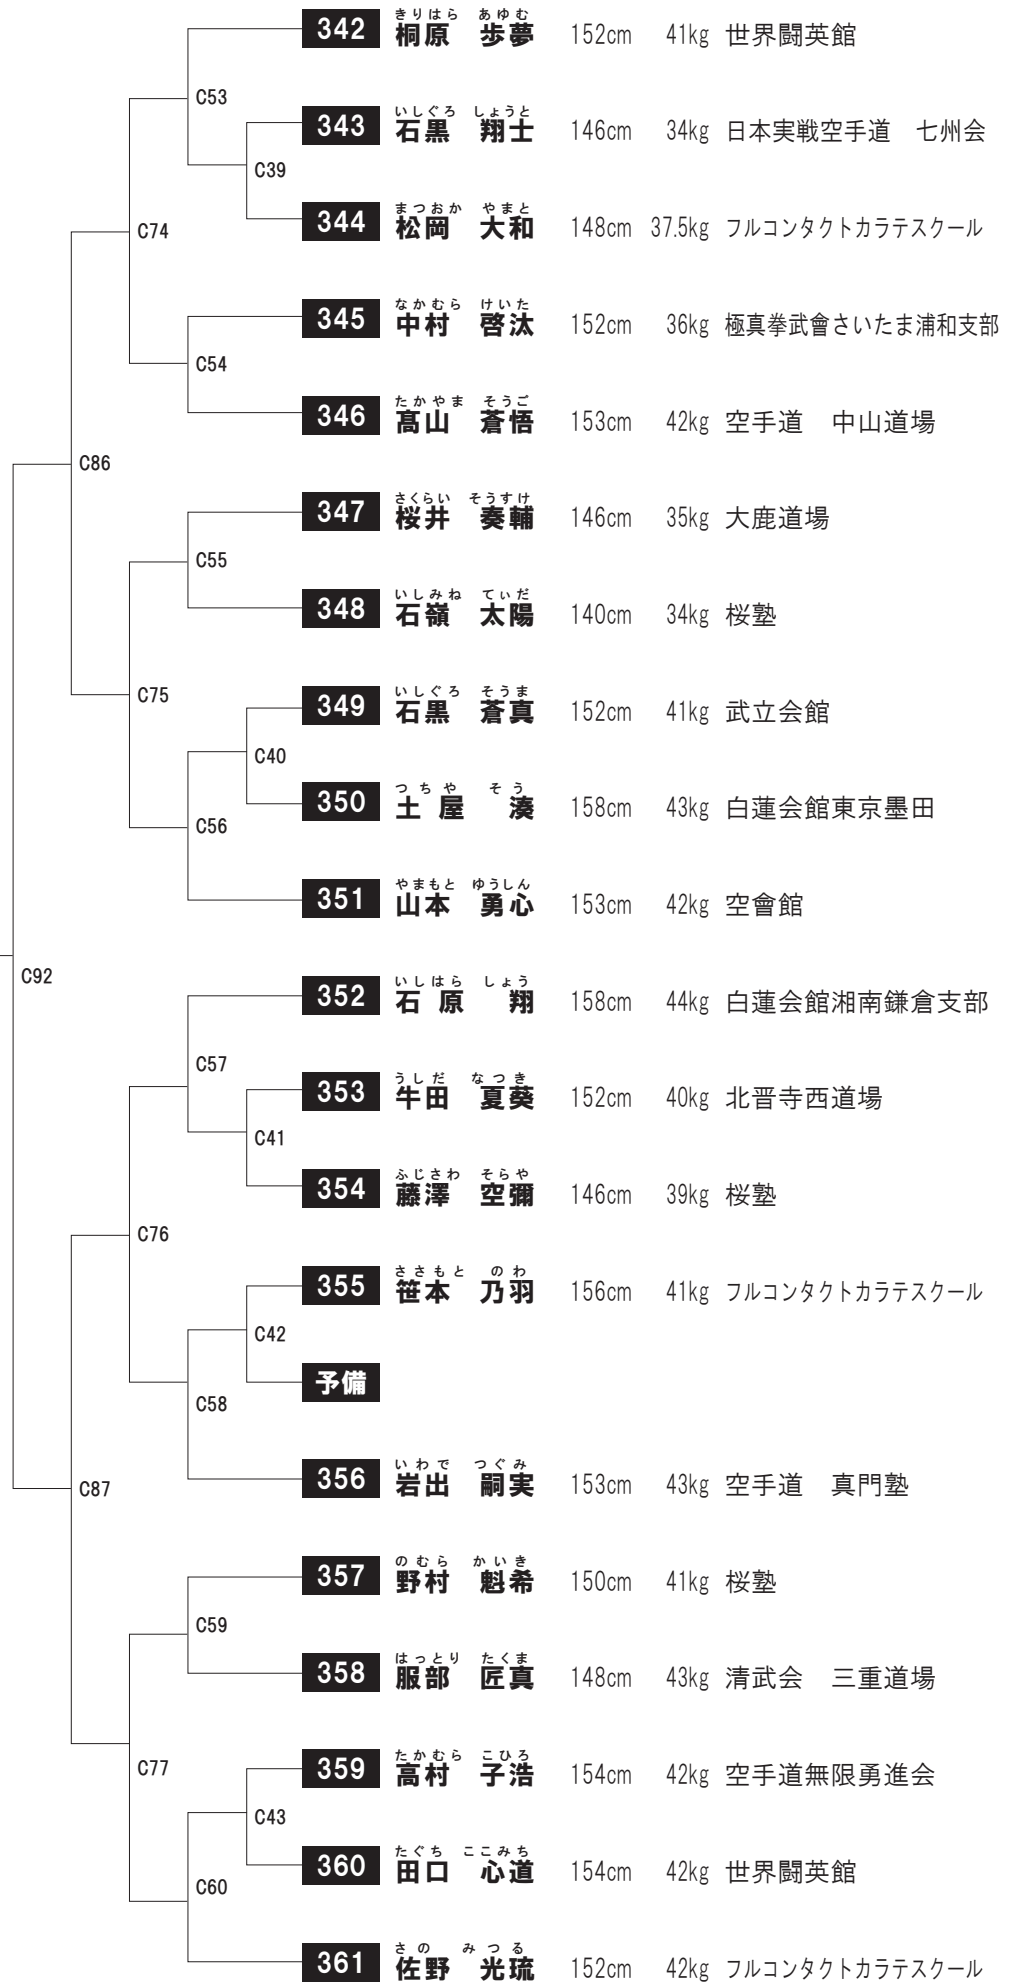 きりはら あゆむ
342 桐原 歩夢 152cm 41kg 世界闘英館
C53
いしぐろ しょうと
343 石黒 翔士 146cm 34kg 日本実戦空手道 七州会
C39
まつおか やまと
344 松岡 大和 148cm 37.5kg フルコンタクトカラテスクール
C74
なかむら けいた
345 中村 啓汰 152cm 36kg 極真拳武會さいたま浦和支部
C54
たかやま そうご
346 髙山 蒼悟 153cm 42kg 空手道 中山道場
C86
さくらい そうすけ
347 桜井 奏輔 146cm 35kg 大鹿道場
C55
いしみね てぃだ
348 石嶺 太陽 140cm 34kg 桜塾
C75
いしぐろ そうま
349 石黒 蒼真 152cm 41kg 武立会館
C40
つちや そう
350 土屋 湊 158cm 43kg 白蓮会館東京墨田
C56
やまもと ゆうしん
351 山本 勇心 153cm 42kg 空會館
C92
いしはら しょう
352 石原 翔 158cm 44kg 白蓮会館湘南鎌倉支部
C57
うしだ なつき
353 牛田 夏葵 152cm 40kg 北晋寺西道場
C41
ふじさわ そらや
354 藤澤 空彌 146cm 39kg 桜塾
C76
ささもと のわ
355 笹本 乃羽 156cm 41kg フルコンタクトカラテスクール
C42
予備
C58
いわで つぐみ
356 岩出 嗣実 153cm 43kg 空手道 真門塾
C87
のむら かいき
357 野村 魁希 150cm 41kg 桜塾
C59
はっとり たくま
358 服部 匠真 148cm 43kg 清武会 三重道場
C77
たかむら こひろ
359 高村 子浩 154cm 42kg 空手道無限勇進会
C43
たぐち ここみち
360 田口 心道 154cm 42kg 世界闘英館
C60
さの みつる
361 佐野 光琉 152cm 42kg フルコンタクトカラテスクール